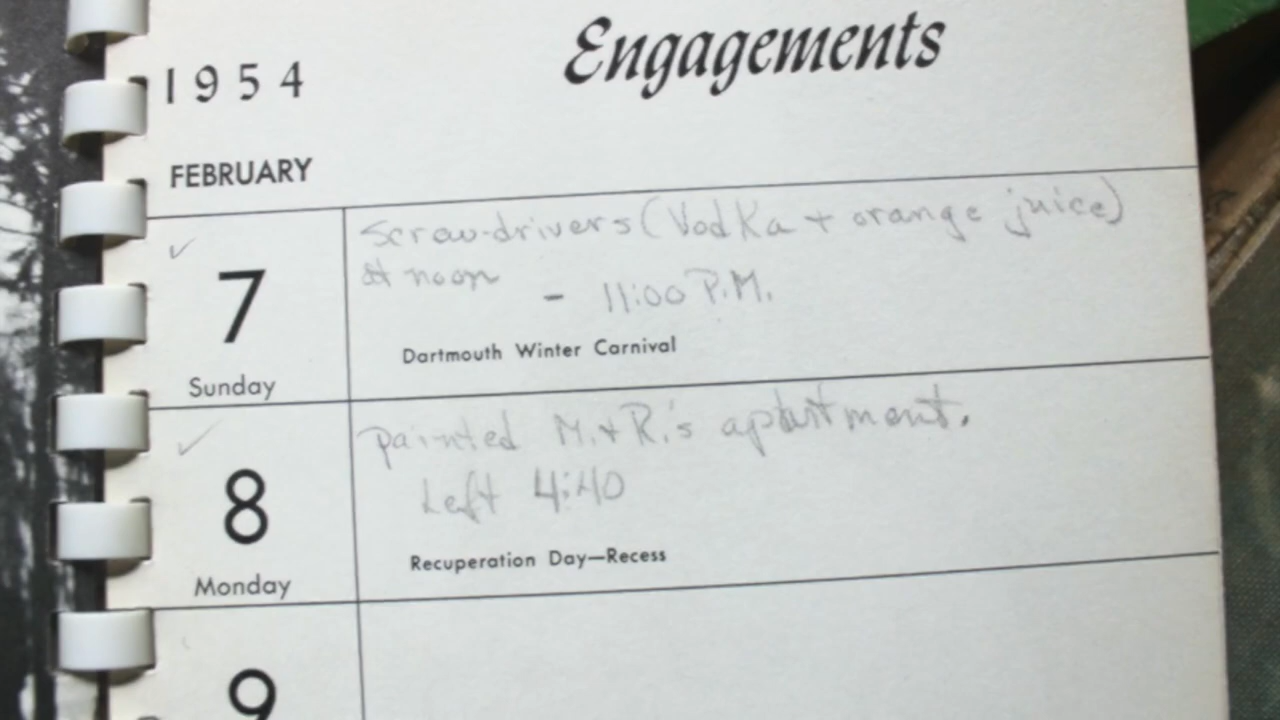 Engagements
1954
FEBRUARY
7
Sunday
Screw-drivers (Vodka + orange juice)
at noon - 11:00 P.M.
Dartmouth Winter Carnival
8
Monday
painted M. + R.'s apartment.
Left 4:40
Recuperation Day—Recess
9